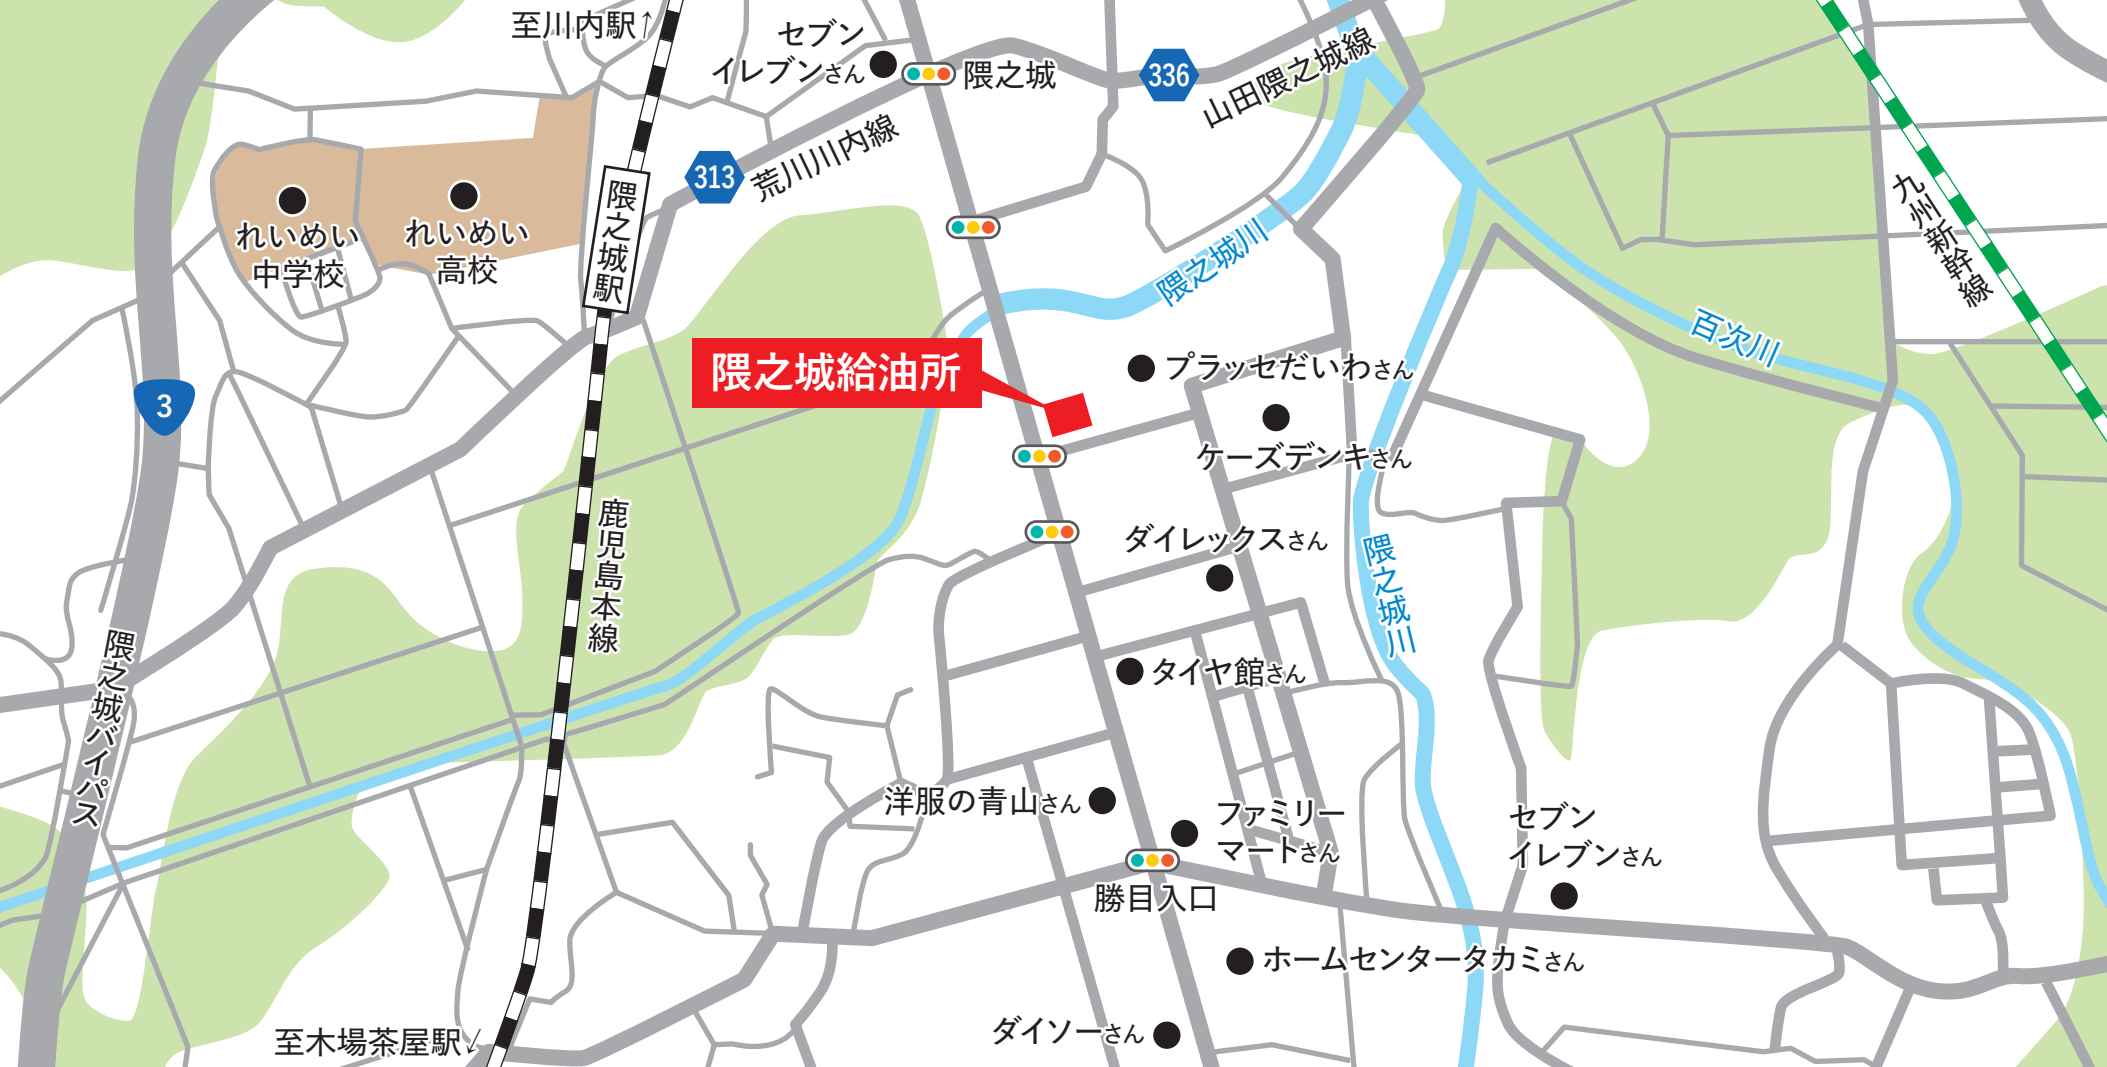 至川内駅↑
セブン
イレブンさん
隈之城
336
山田隈之城線
313
荒川川内線
れいめい
中学校
れいめい
高校
隈之城駅
九州新幹線
隈之城川
百次川
隈之城給油所
プラッセだいわさん
3
ケーズデンキさん
鹿児島本線
ダイレックスさん
隈之城川
隈之城バイパス
タイヤ館さん
洋服の青山さん
ファミリー
マートさん
セブン
イレブンさん
勝目入口
ホームセンタータカミさん
ダイソーさん
至木場茶屋駅↓